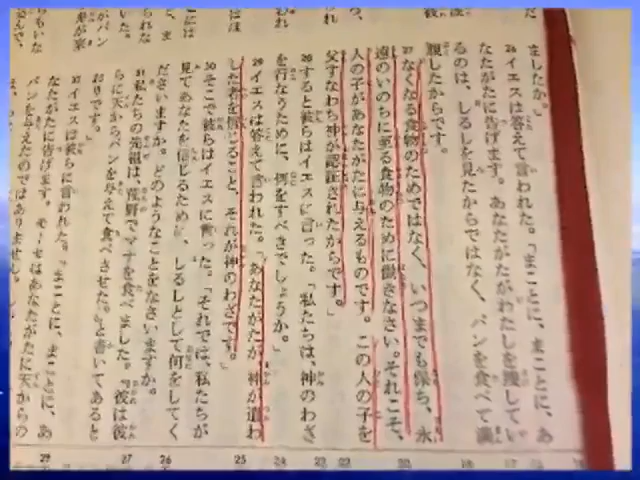 ましたか。」
26 イエスは答えて言われた。「まことに、まことに、あ
なたがたに告げます。あなたがたがわたしを捜してい
るのは、しるしを見たからではなく、パンを食べて満
腹したからです。
27 なくなる食物のためではなく、いつまでも保ち、永
遠のいのちに至る食物のために働きなさい。それこそ、
人の子があなたがたに与えるものです。この人の子を
父すなわち神が認証されたからです。」
28 すると彼らはイエスに言った。「私たちは、神のわざ
を行なうために、何をすべきでしょうか。」
29 イエスは答えて言われた。「あなたがたが、神が遣わ
した者を信じること、それが神のわざです。」
30 そこで彼らはイエスに言った。「それでは、私たちが
見てあなたを信じるために、しるしとして何をしてく
ださいますか。どのようなことをなさいますか。
31 私たちの先祖は、荒野でマナを食べました。『彼は彼
らに天からパンを与えて食べさせた。』と書いてあると
おりです。」
32 イエスは彼らに言われた。「まことに、まことに、あ
なたがたに告げます。モーセはあなたがたに天からの
パンを与えたのではありません。